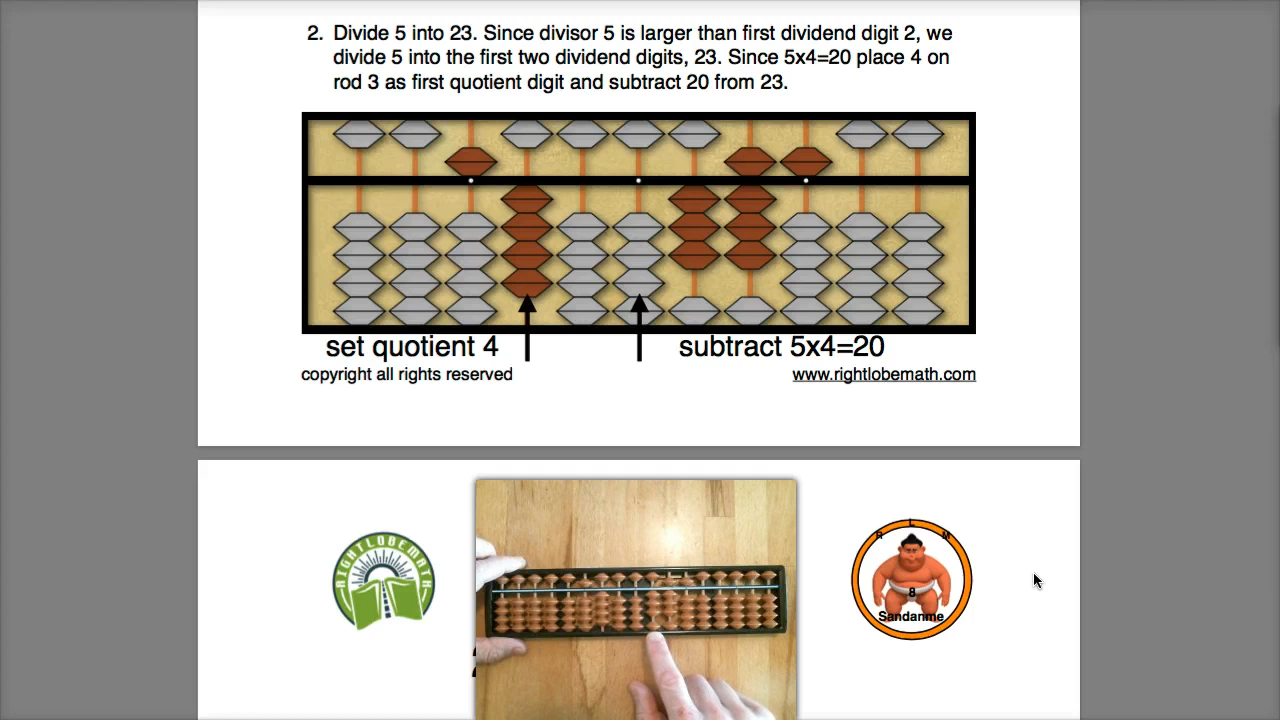 2. Divide 5 into 23. Since divisor 5 is larger than first dividend digit 2, we
divide 5 into the first two dividend digits, 23. Since 5x4=20 place 4 on
rod 3 as first quotient digit and subtract 20 from 23.
set quotient 4 subtract 5x4=20
copyright all rights reserved www.rightlobemath.com
RIGHTLOBEMATH
R L M
8
Sandanme